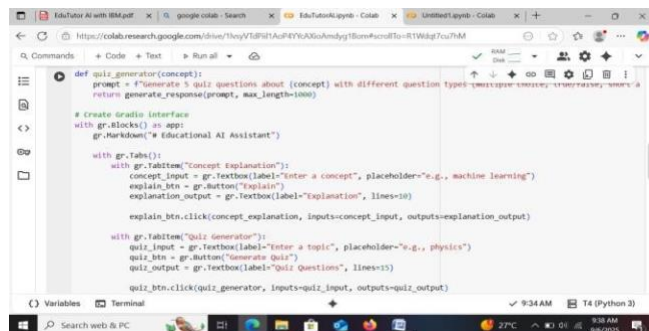 EduTutor AI with IBM.pdf
google colab - Search
EduTutorAI.ipynb - Colab
Untitled1.ipynb - Colab
Commands + Code + Text Run all
RAM
Disk
def quiz_generator(concept):
prompt = f"Generate 5 quiz questions about {concept} with different question types (multiple choice, true/false, short a
return generate_response(prompt, max_length=1000)
# Create Gradio interface
with gr.Blocks() as app:
gr.Markdown("# Educational AI Assistant")
with gr.Tabs():
with gr.TabItem("Concept Explanation"):
concept_input = gr.Textbox(label="Enter a concept", placeholder="e.g., machine learning")
explain_btn = gr.Button("Explain")
explanation_output = gr.Textbox(label="Explanation", lines=10)
explain_btn.click(concept_explanation, inputs=concept_input, outputs=explanation_output)
with gr.TabItem("Quiz Generator"):
quiz_input = gr.Textbox(label="Enter a topic", placeholder="e.g., physics")
quiz_btn = gr.Button("Generate Quiz")
quiz_output = gr.Textbox(label="Quiz Questions", lines=15)
quiz_btn.click(quiz_generator, inputs=quiz_input, outputs=quiz_output)
Variables Terminal 9:34 AM T4 (Python 3)
Search web & PC 27°C 9:38 AM